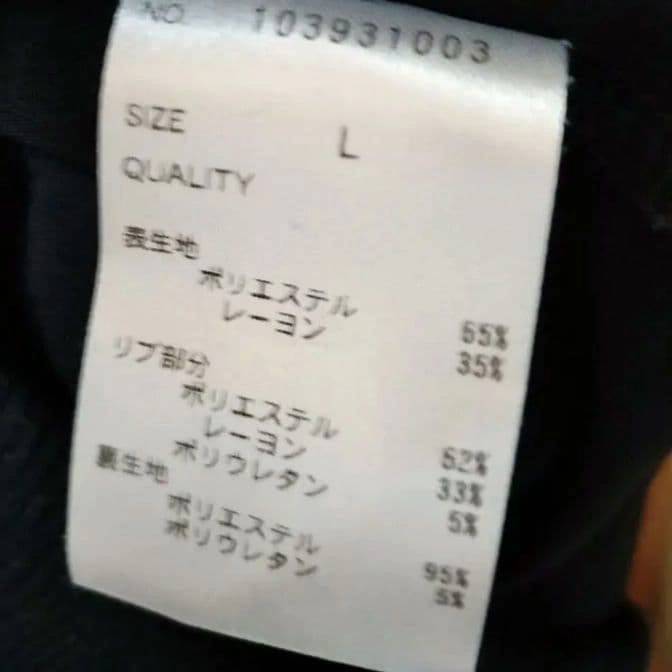 NO. 103931003
SIZE L
QUALITY
表生地
ポリエステル 65%
レーヨン 35%
リブ部分
ポリエステル 62%
レーヨン 33%
ポリウレタン 5%
裏生地
ポリエステル 95%
ポリウレタン 5%